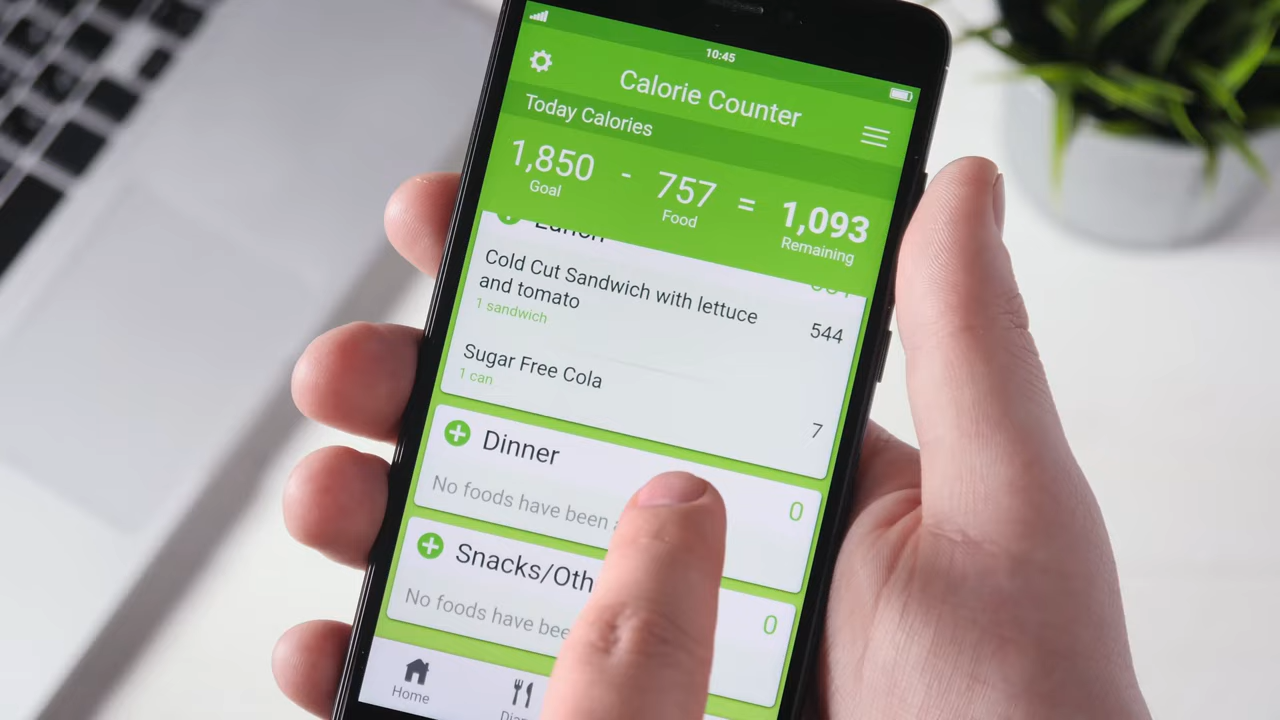 10:45
Calorie Counter
Today Calories
1,850 - 757 = 1,093
Goal Food Remaining
Lunch
Cold Cut Sandwich with lettuce
and tomato
544
1 sandwich
Sugar Free Cola
1 can
7
Dinner
0
No foods have been
Snacks/Oth
0
No foods have bee
Home